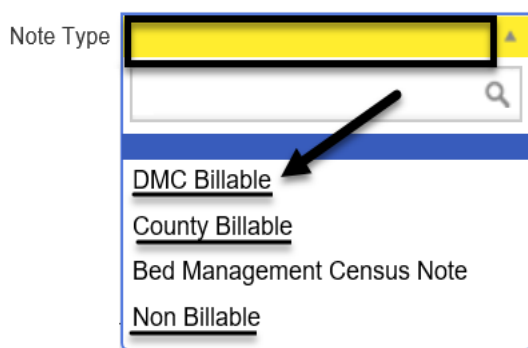 Note Type
DMC Billable
County Billable
Bed Management Census Note
Non Billable